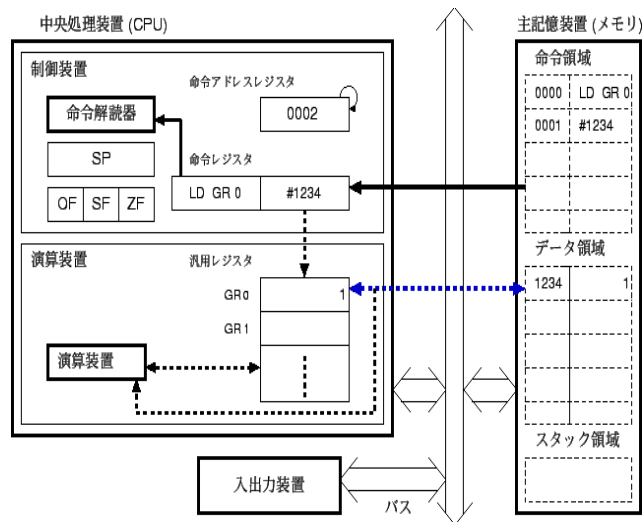 中央処理装置 (CPU)
主記憶装置 (メモリ)
制御装置
命令アドレスレジスタ
0002
命令解読器
SP
OF SF ZF
命令レジスタ
LD GR 0 #1234
命令領域
0000 LD GR 0
0001 #1234
データ領域
1234 1
スタック領域
演算装置
汎用レジスタ
GR0 1
GR 1
演算装置
入出力装置
バス